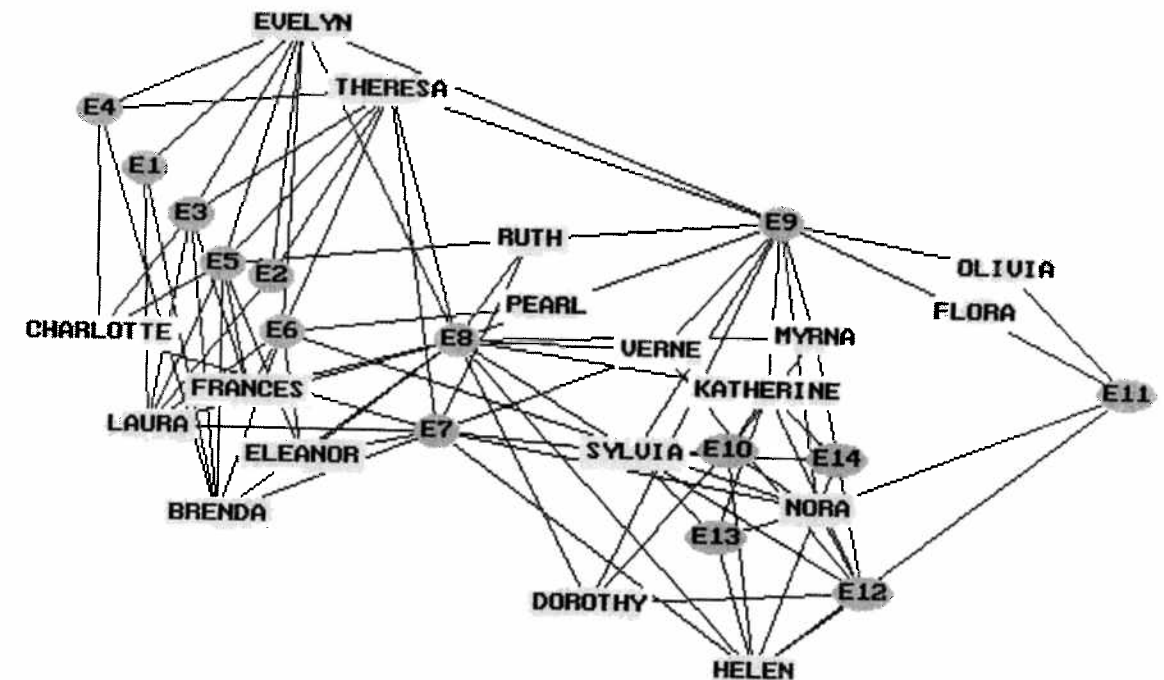 EVELYN
THERESA
E4
E1
E3
E9
RUTH
E5
E2
OLIVIA
PEARL
FLORA
CHARLOTTE
E6
E8
MYRNA
VERNE
FRANCES
KATHERINE
E11
LAURA
E7
ELEANOR
SYLVIA
E10
E14
BRENDA
NORA
E13
DOROTHY
E12
HELEN